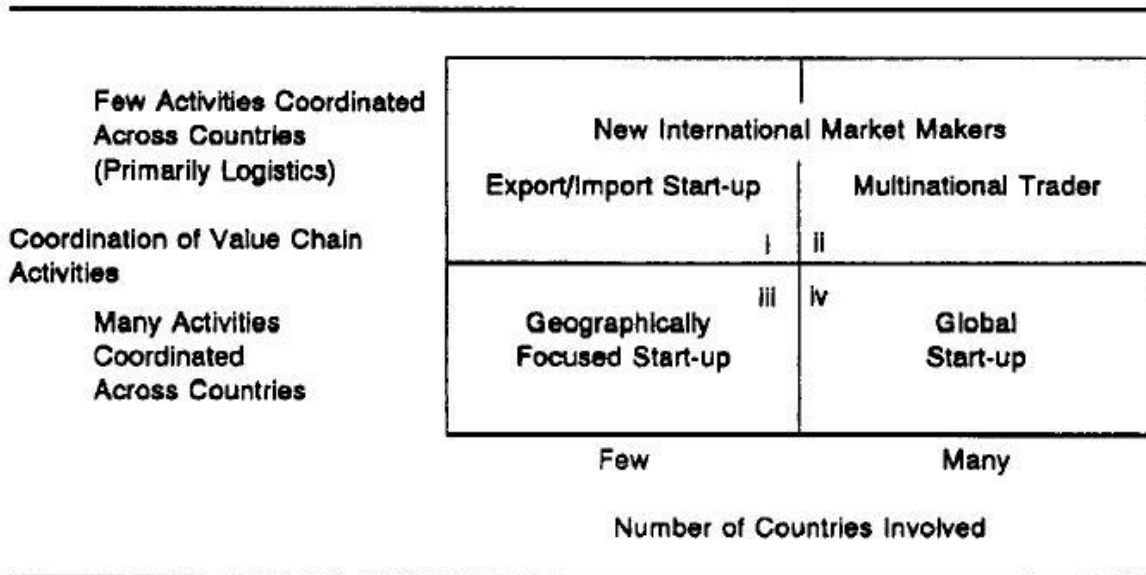 Few Activities Coordinated
Across Countries
(Primarily Logistics)
New International Market Makers
Export/Import Start-up
Multinational Trader
i
ii
Coordination of Value Chain
Activities
iii
iv
Many Activities
Coordinated
Across Countries
Geographically
Focused Start-up
Global
Start-up
Few
Many
Number of Countries Involved